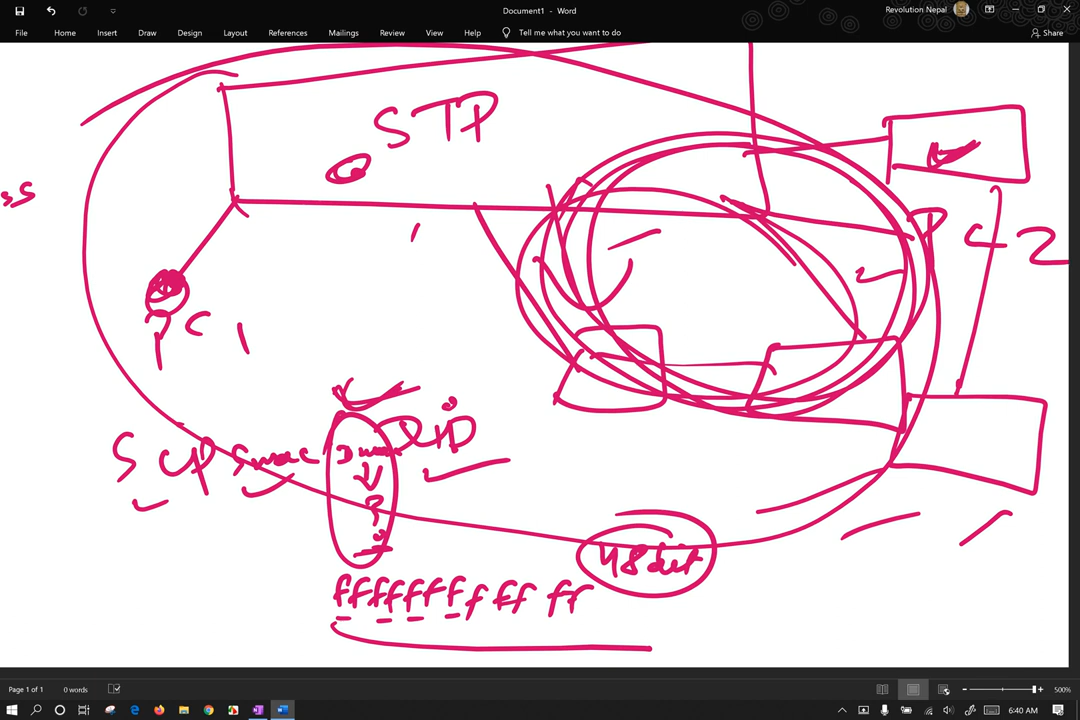 Document1 - Word
Revolution Nepal
File Home Insert Draw Design Layout References Mailings Review View Help Tell me what you want to do
Share
STP
ss
PC 2
PC 1
Smac
48 bit
ffffffffffff
Page 1 of 1 0 words
500%
6:40 AM